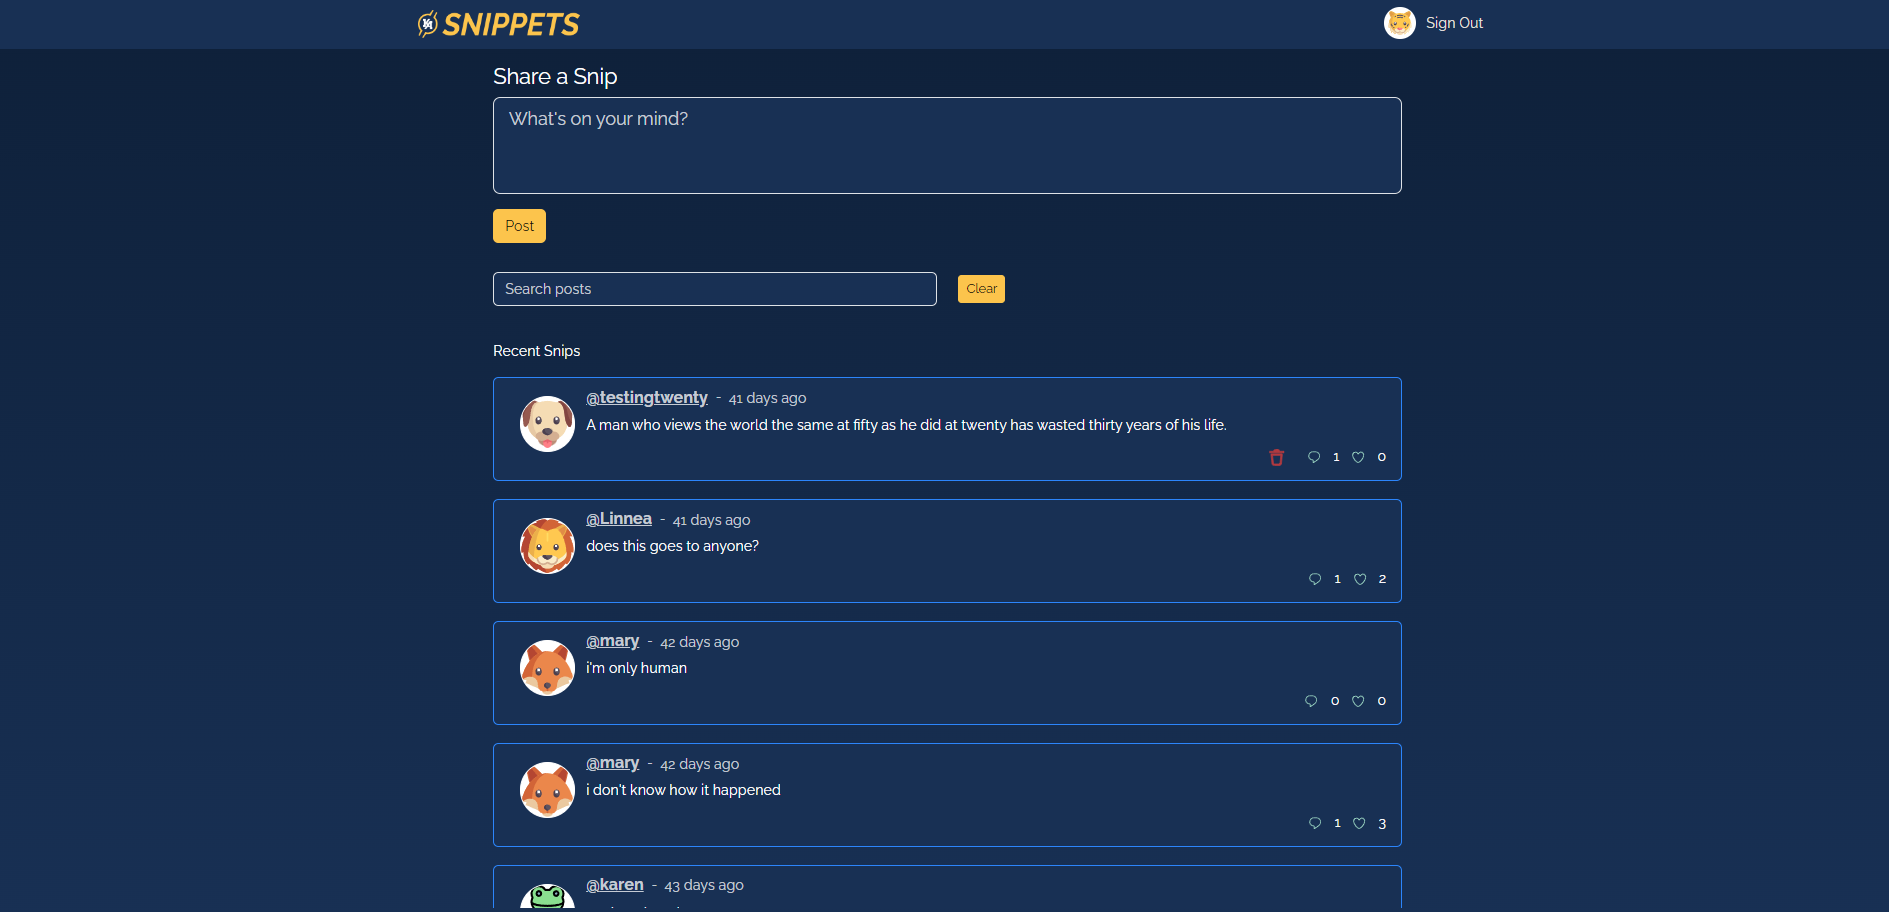 SNIPPETS
Sign Out
Share a Snip
What's on your mind?
Post
Search posts
Clear
Recent Snips
@testingtwenty - 41 days ago
A man who views the world the same at fifty as he did at twenty has wasted thirty years of his life.
1 0
@Linnea - 41 days ago
does this goes to anyone?
1 2
@mary - 42 days ago
i'm only human
0 0
@mary - 42 days ago
i don't know how it happened
1 3
@karen - 43 days ago